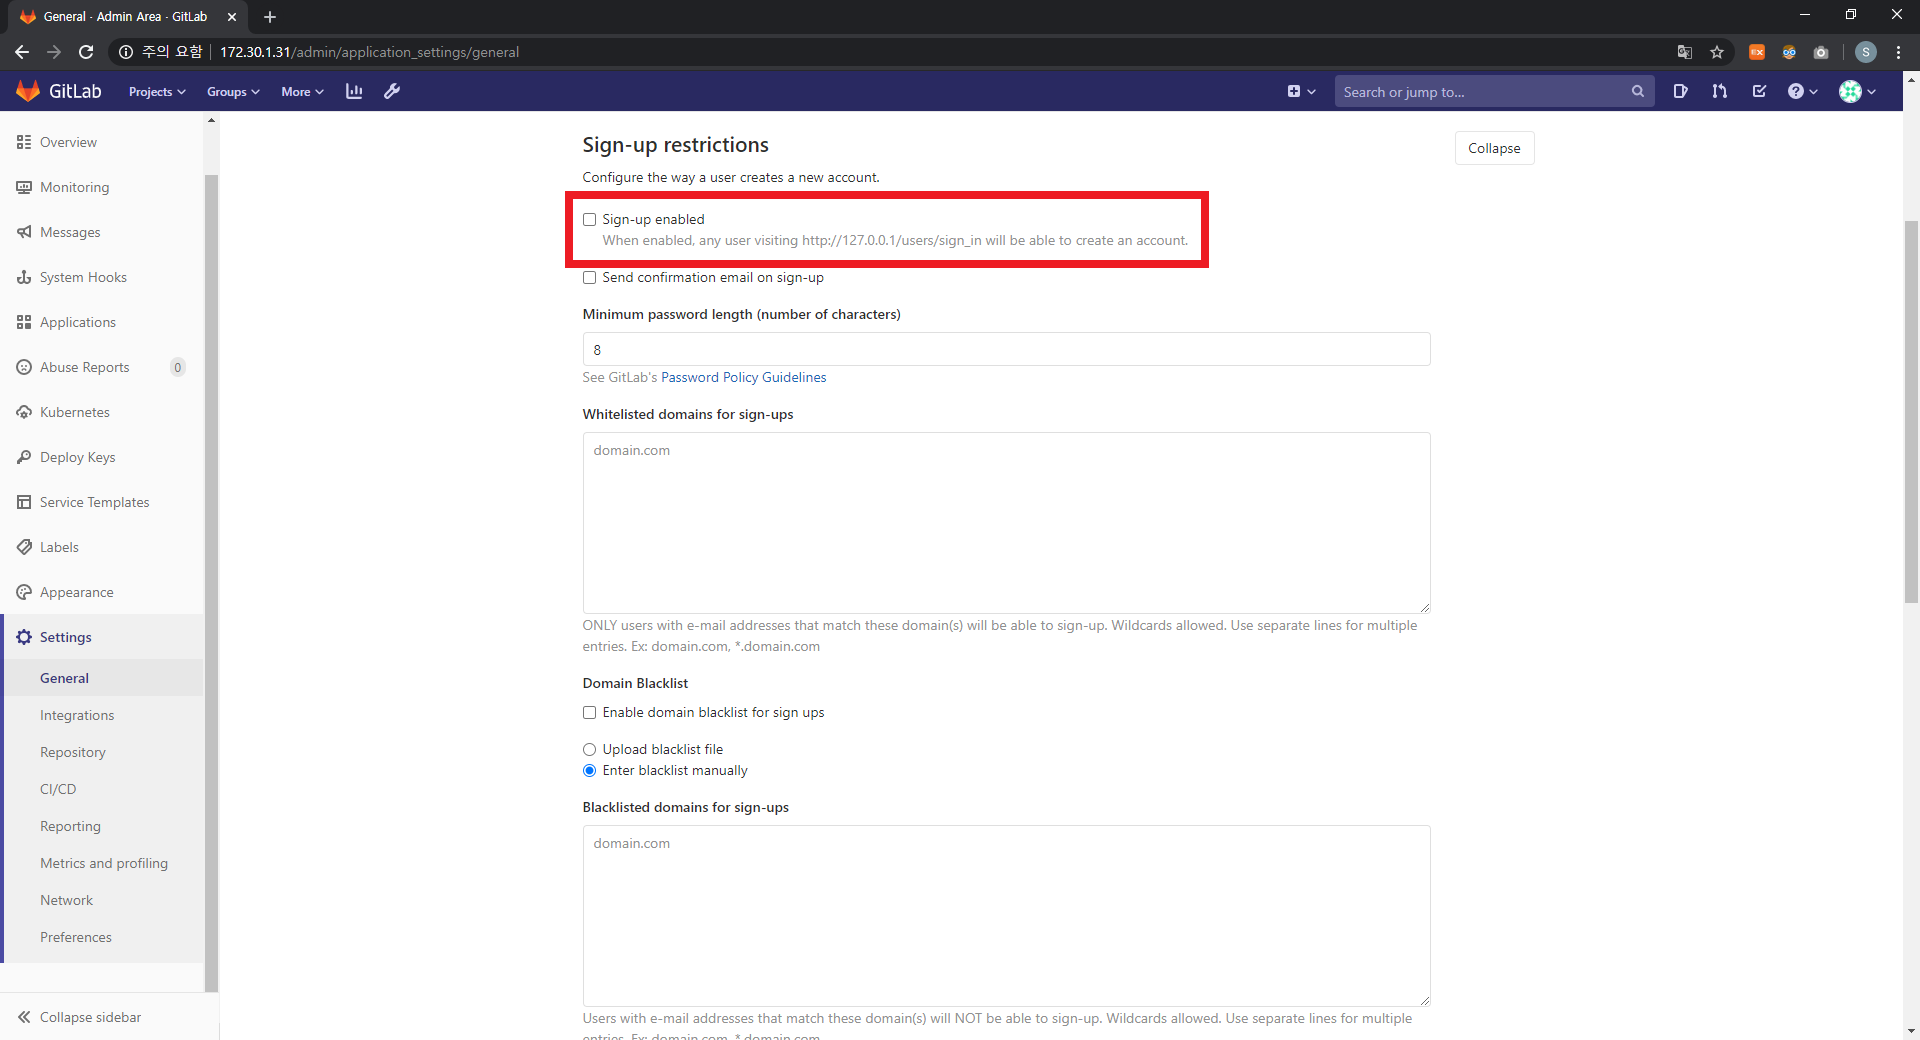 General · Admin Area · GitLab
주의 요함 172.30.1.31/admin/application_settings/general
S
GitLab Projects Groups More Search or jump to...
Overview
Monitoring
Messages
System Hooks
Applications
Abuse Reports 0
Kubernetes
Deploy Keys
Service Templates
Labels
Appearance
Settings
General
Integrations
Repository
CI/CD
Reporting
Metrics and profiling
Network
Preferences
Collapse sidebar
Sign-up restrictions
Collapse
Configure the way a user creates a new account.
Sign-up enabled
When enabled, any user visiting http://127.0.0.1/users/sign_in will be able to create an account.
Send confirmation email on sign-up
Minimum password length (number of characters)
8
See GitLab's Password Policy Guidelines
Whitelisted domains for sign-ups
domain.com
ONLY users with e-mail addresses that match these domain(s) will be able to sign-up. Wildcards allowed. Use separate lines for multiple
entries. Ex: domain.com, *.domain.com
Domain Blacklist
Enable domain blacklist for sign ups
Upload blacklist file
Enter blacklist manually
Blacklisted domains for sign-ups
domain.com
Users with e-mail addresses that match these domain(s) will NOT be able to sign-up. Wildcards allowed. Use separate lines for multiple
entries. Ex: domain.com, *.domain.com